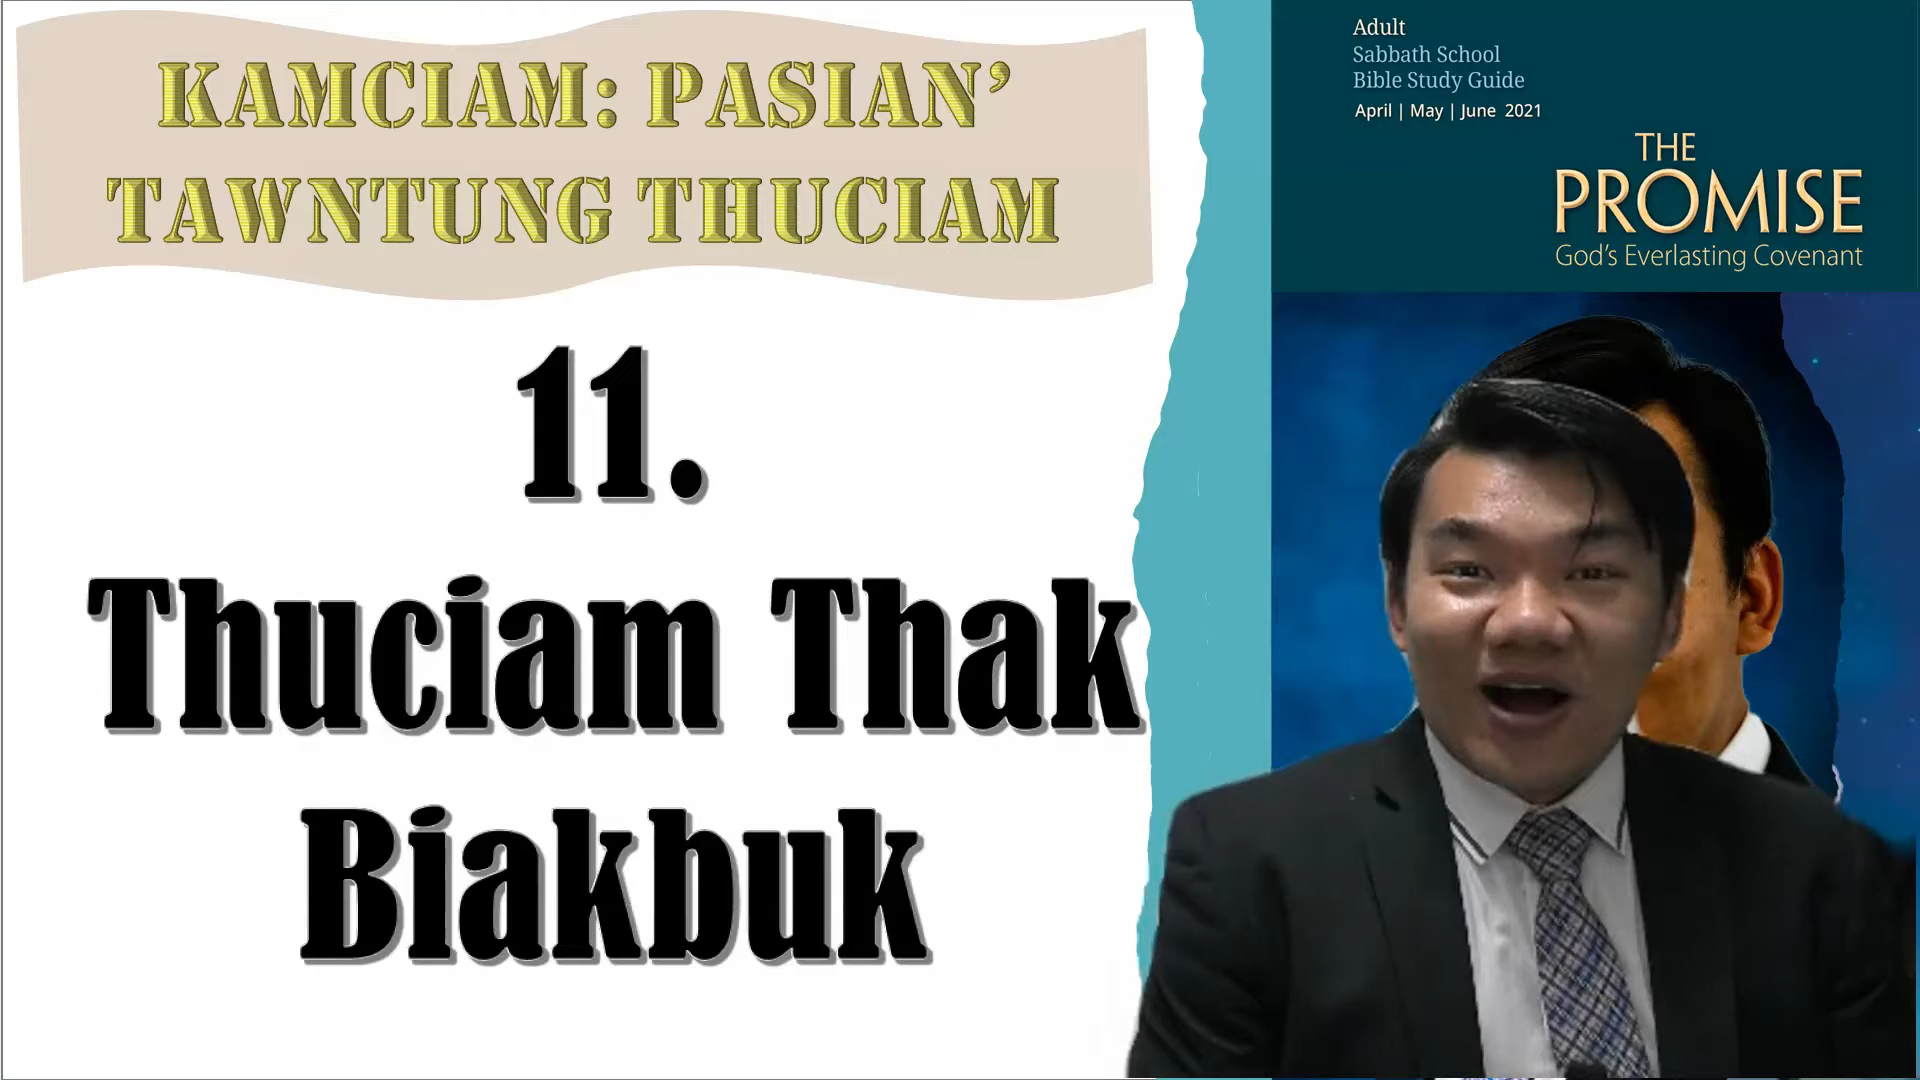 KAMCIAM: PASIAN’
TAWNTUNG THUCIAM
11.
Thuciam Thak
Biakbuk
Adult
Sabbath School
Bible Study Guide
April | May | June 2021
THE
PROMISE
God’s Everlasting Covenant